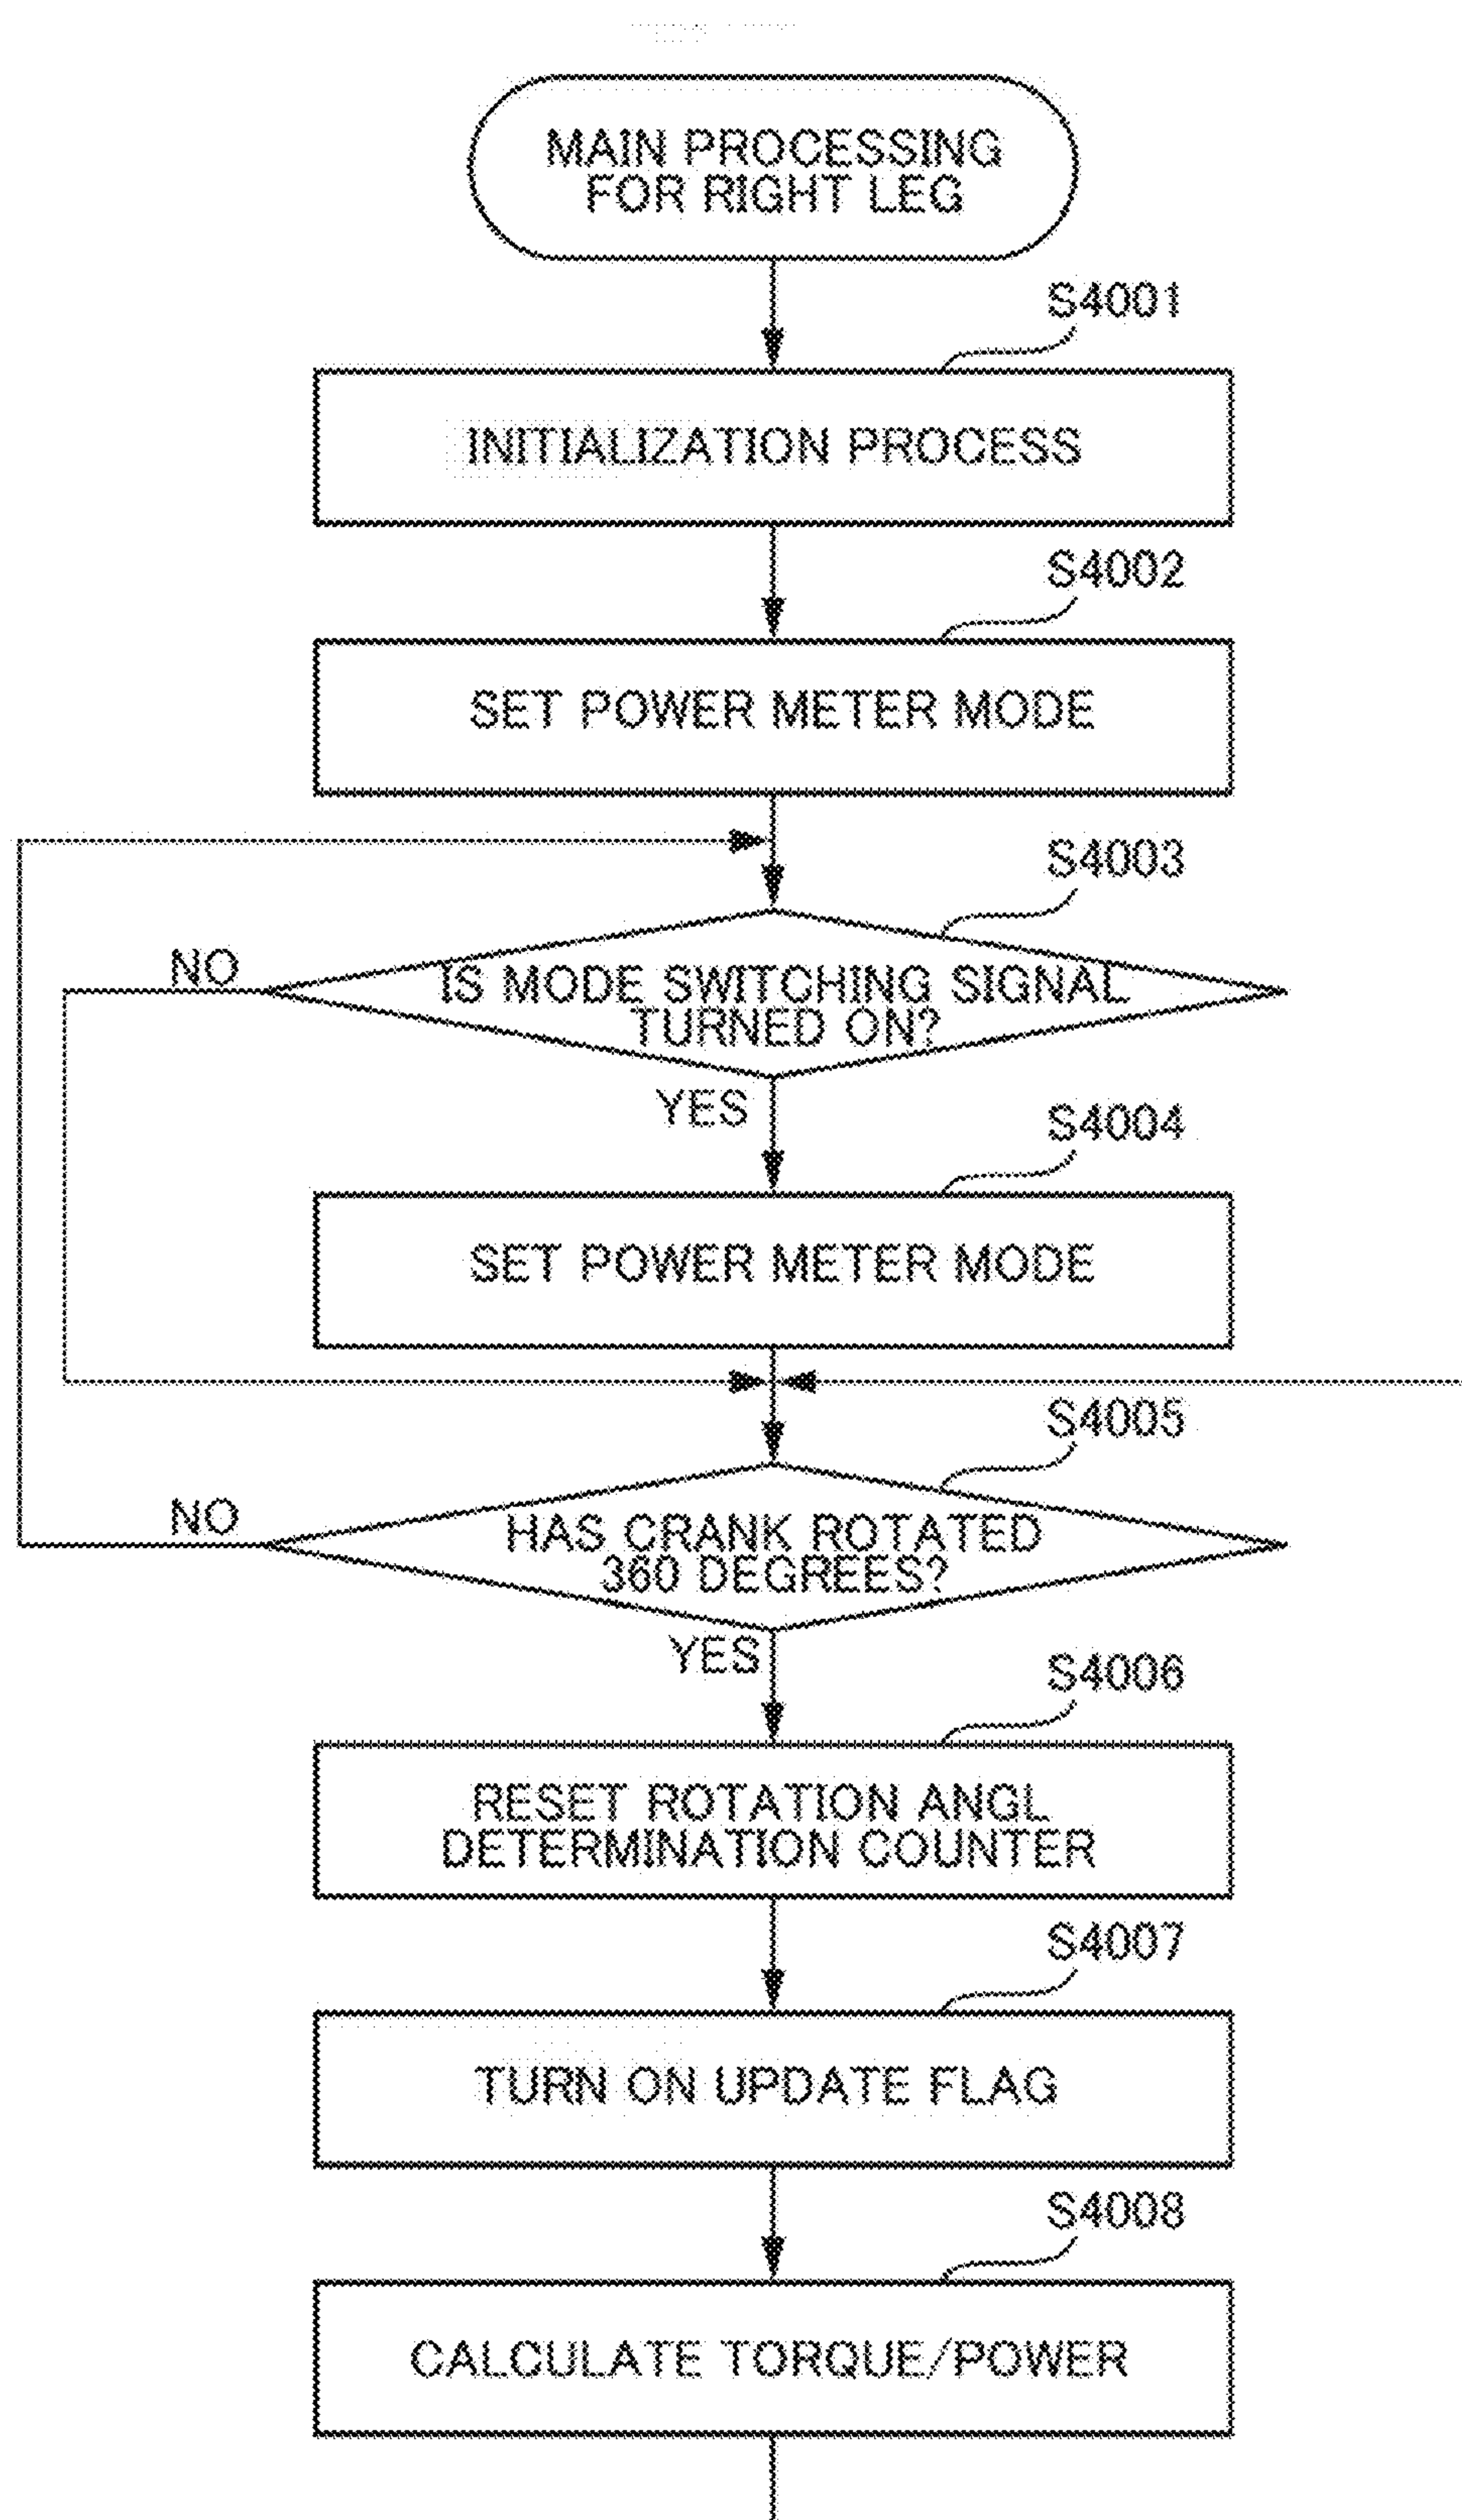 MAIN PROCESSING
FOR RIGHT LEG
S4001
INITIALIZATION PROCESS
S4002
SET POWER METER MODE
S4003
NO
IS MODE SWITCHING SIGNAL
TURNED ON?
YES
S4004
SET POWER METER MODE
S4005
NO
HAS CRANK ROTATED
360 DEGREES?
YES
S4006
RESET ROTATION ANGL
DETERMINATION COUNTER
S4007
TURN ON UPDATE FLAG
S4008
CALCULATE TORQUE/POWER